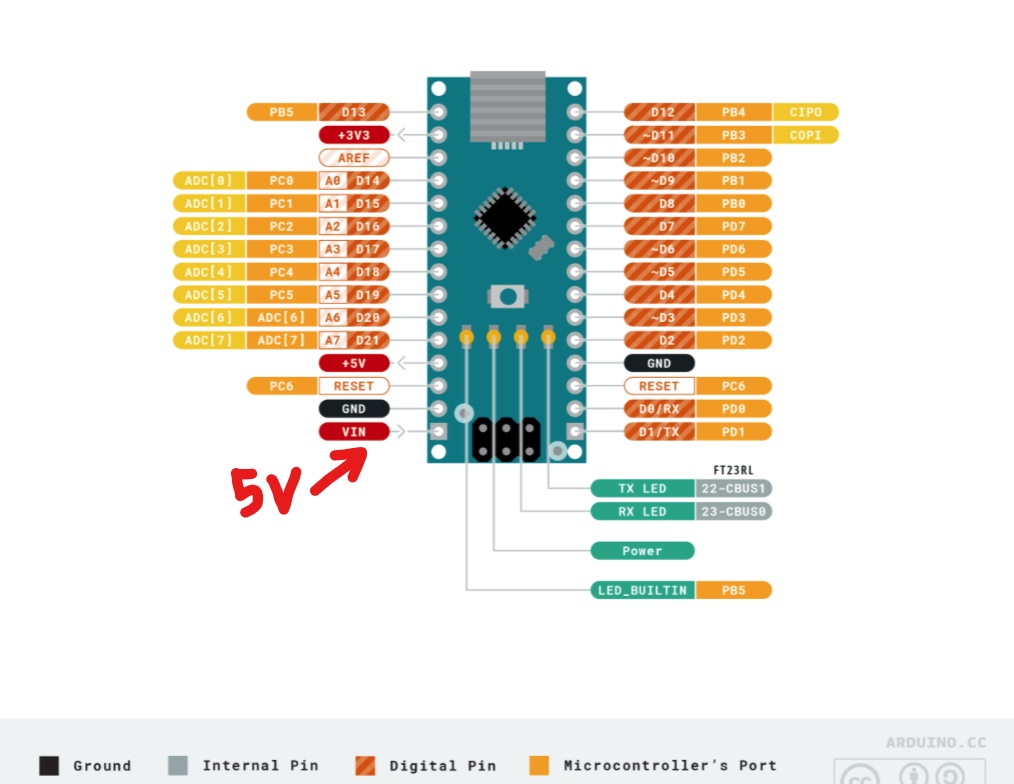 PB5 D13 D12 PB4 CIPO
+3V3 ~D11 PB3 COPI
AREF ~D10 PB2
ADC[0] PC0 A0 D14 ~D9 PB1
ADC[1] PC1 A1 D15 D8 PB0
ADC[2] PC2 A2 D16 D7 PD7
ADC[3] PC3 A3 D17 ~D6 PD6
ADC[4] PC4 A4 D18 ~D5 PD5
ADC[5] PC5 A5 D19 D4 PD4
ADC[6] ADC[6] A6 D20 ~D3 PD3
ADC[7] ADC[7] A7 D21 D2 PD2
+5V GND
PC6 RESET RESET PC6
GND D0/RX PD0
VIN D1/TX PD1
5V
FT23RL
TX LED 22-CBUS1
RX LED 23-CBUS0
Power
LED_BUILTIN PB5
ARDUINO.CC
Ground Internal Pin Digital Pin Microcontroller's Port
cc